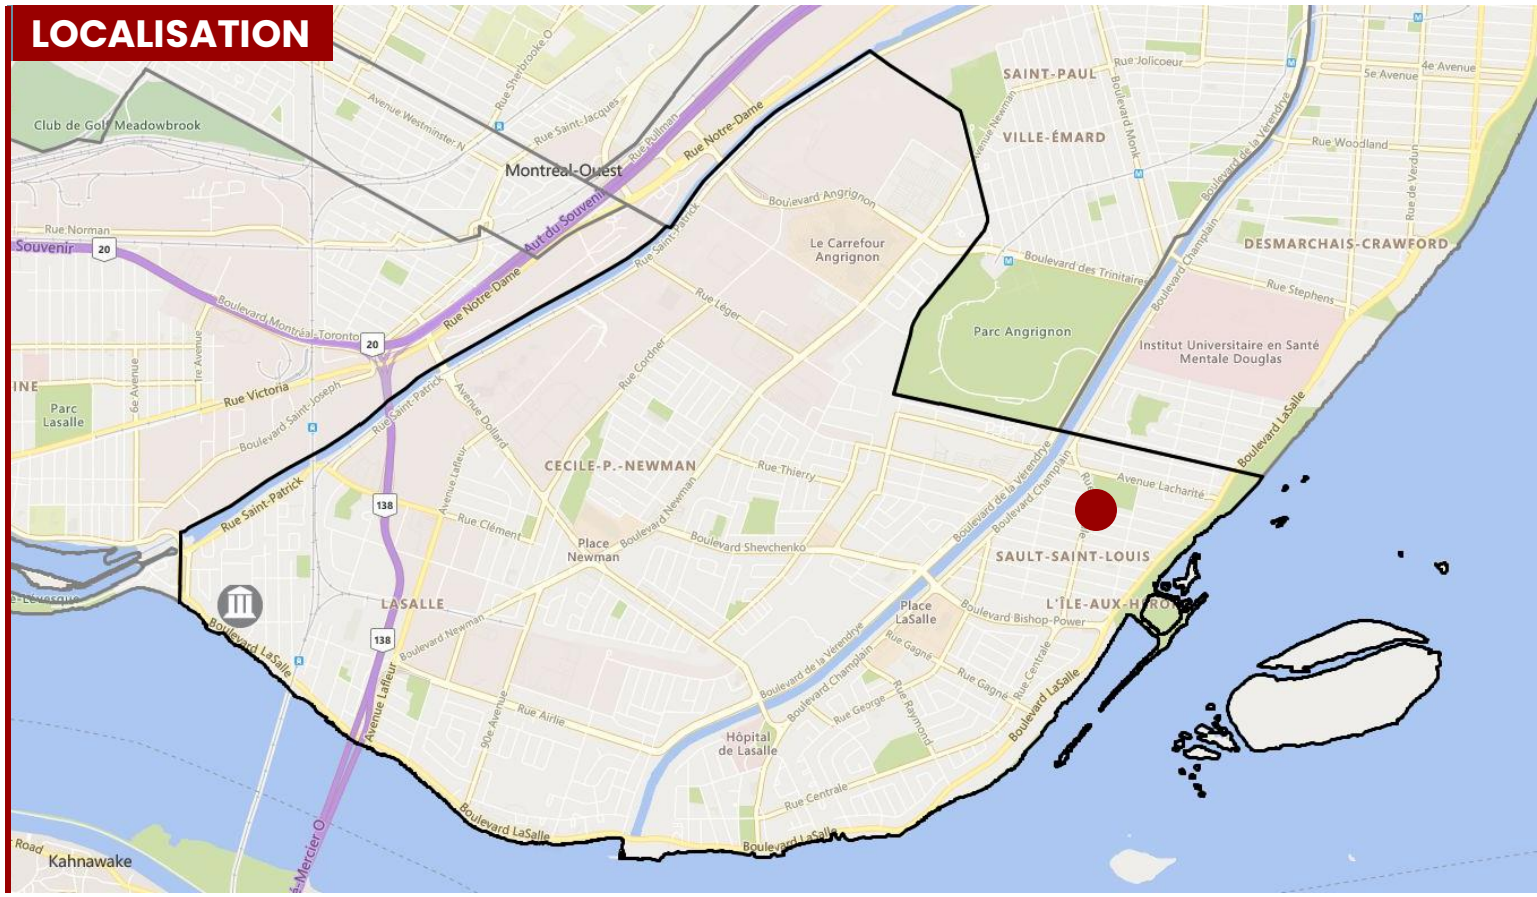 LOCALISATION
Rue Sherbrooke O
SAINT-PAUL
Rue Jolicoeur
4e Avenue
5e Avenue
Avenue Westminster N
Rue Saint-Jacques
Rue Pullman
Rue Notre-Dame
Avenue Newman
Boulevard Monk
Club de Golf Meadowbrook
VILLE-ÉMARD
Rue Woodland
Boulevard de la Vérendrye
Rue de Verdun
Montreal-Ouest
Boulevard Angrignon
Aut du Souvenir
Rue Saint-Patrick
Rue Norman
Souvenir
20
Le Carrefour
Angrignon
Boulevard des Trinitaires
Boulevard Champlain
DESMARCHAIS-CRAWFORD
Rue Stephens
Boulevard Montréal-Toronto
20
Rue Notre-Dame
Rue Léger
Parc Angrignon
Institut Universitaire en Santé
Mentale Douglas
1re Avenue
6e Avenue
Rue Victoria
Boulevard Saint-Joseph
Rue Saint-Patrick
Rue Cordner
INE
Parc
Lasalle
Avenue Dollard
Boulevard LaSalle
CECILE-P.-NEWMAN
Rue Thierry
Avenue Lafleur
Avenue Lacharité
138
Rue Saint-Patrick
Rue Clément
Boulevard Newman
Boulevard de la Vérendrye
Boulevard Champlain
Place
Newman
Boulevard Shevchenko
SAULT-SAINT-LOUIS
LASALLE
Place
LaSalle
L'ÎLE-AUX-HÉRON
Boulevard Bishop-Power
138
Boulevard LaSalle
Boulevard Newman
Boulevard de la Vérendrye
Boulevard Champlain
Rue Gagné
Rue Gagné
Rue Centrale
Avenue Lafleur
90e Avenue
Rue Airlie
Rue George
Rue Raymond
Boulevard LaSalle
Hôpital
de Lasalle
Rue Centrale
Boulevard LaSalle
Boulevard LaSalle
Road
Kahnawake
é-Mercier O